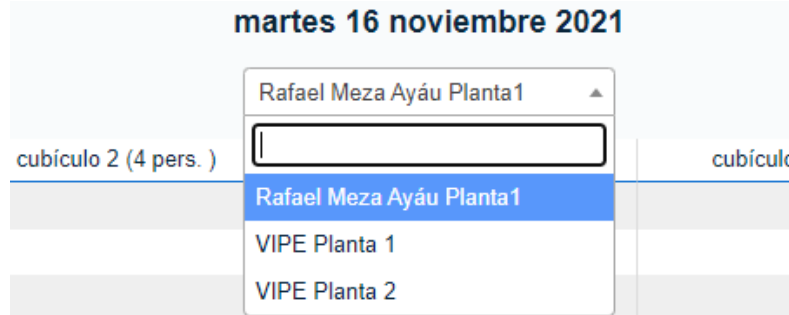 martes 16 noviembre 2021
Rafael Meza Ayáu Planta1
cubículo 2 (4 pers. )
cubículo
Rafael Meza Ayáu Planta1
VIPE Planta 1
VIPE Planta 2